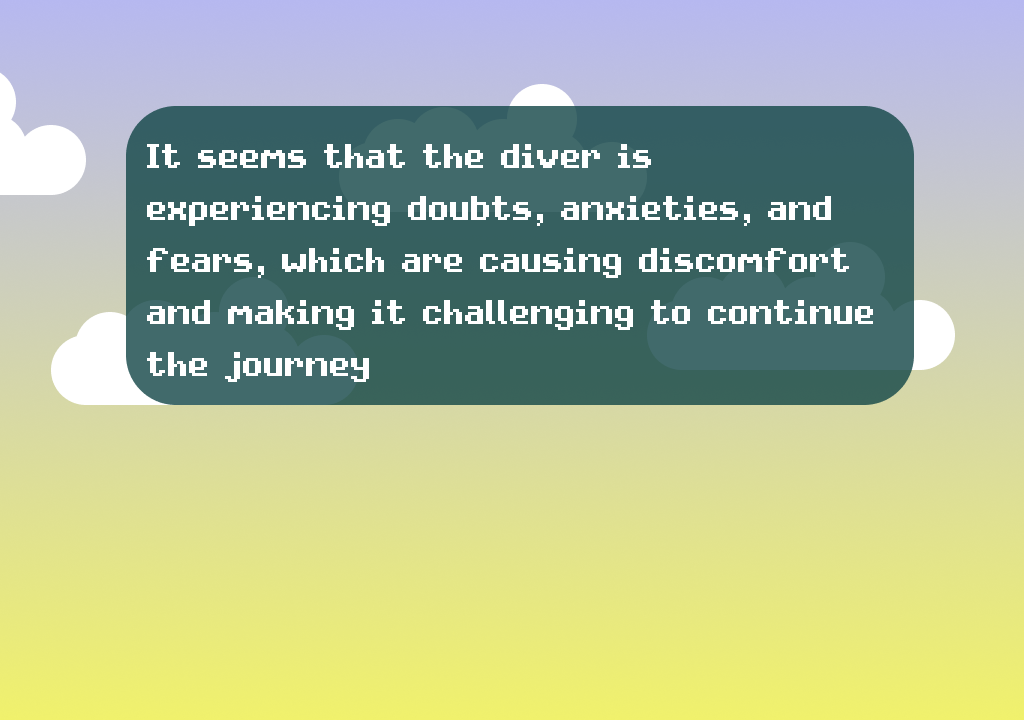 It seems that the diver is
experiencing doubts, anxieties, and
fears, which are causing discomfort
and making it challenging to continue
the journey